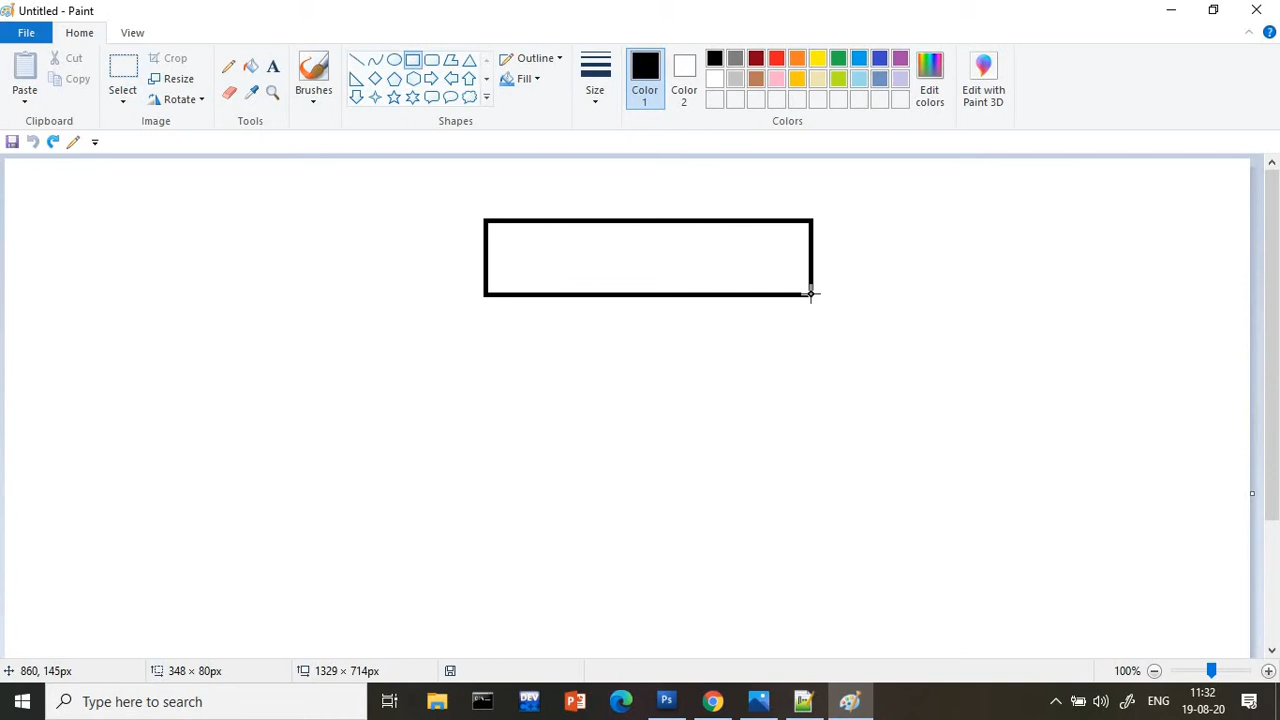 Untitled - Paint
File Home View
Paste
Clipboard
Cut
Copy
Select
Crop
Resize
Rotate
Image
A
Tools
Brushes
Shapes
Outline
Fill
Size
Color 1
Color 2
Colors
Edit colors
Edit with Paint 3D
860, 145px
348 × 80px
1329 × 714px
100%
Type here to search
DEV
P
Ps
ENG
11:32
19-08-20